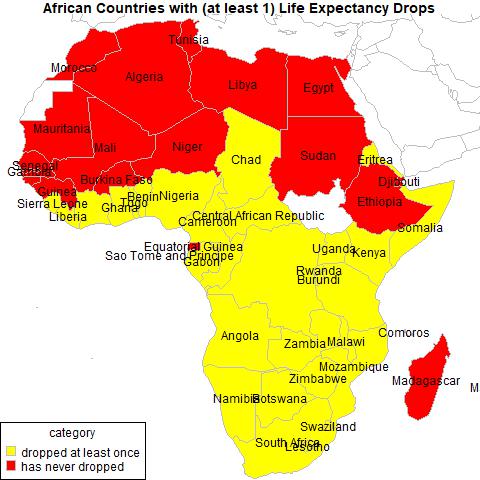 African Countries with (at least 1) Life Expectancy Drops
Tunisia
Morocco
Algeria
Libya
Egypt
Mauritania
Mali
Niger
Chad
Sudan
Eritrea
Senegal
Gambia
Guinea
Burkina Faso
Djibouti
Sierra Leone
Liberia
Ghana
Togo
Benin
Nigeria
Ethiopia
Cameroon
Central African Republic
Somalia
Equatorial Guinea
Sao Tome and Principe
Gabon
Uganda
Kenya
Rwanda
Burundi
Angola
Zambia
Malawi
Comoros
Mozambique
Zimbabwe
Madagascar
M
Namibia
Botswana
Swaziland
South Africa
Lesotho
category
dropped at least once
has never dropped